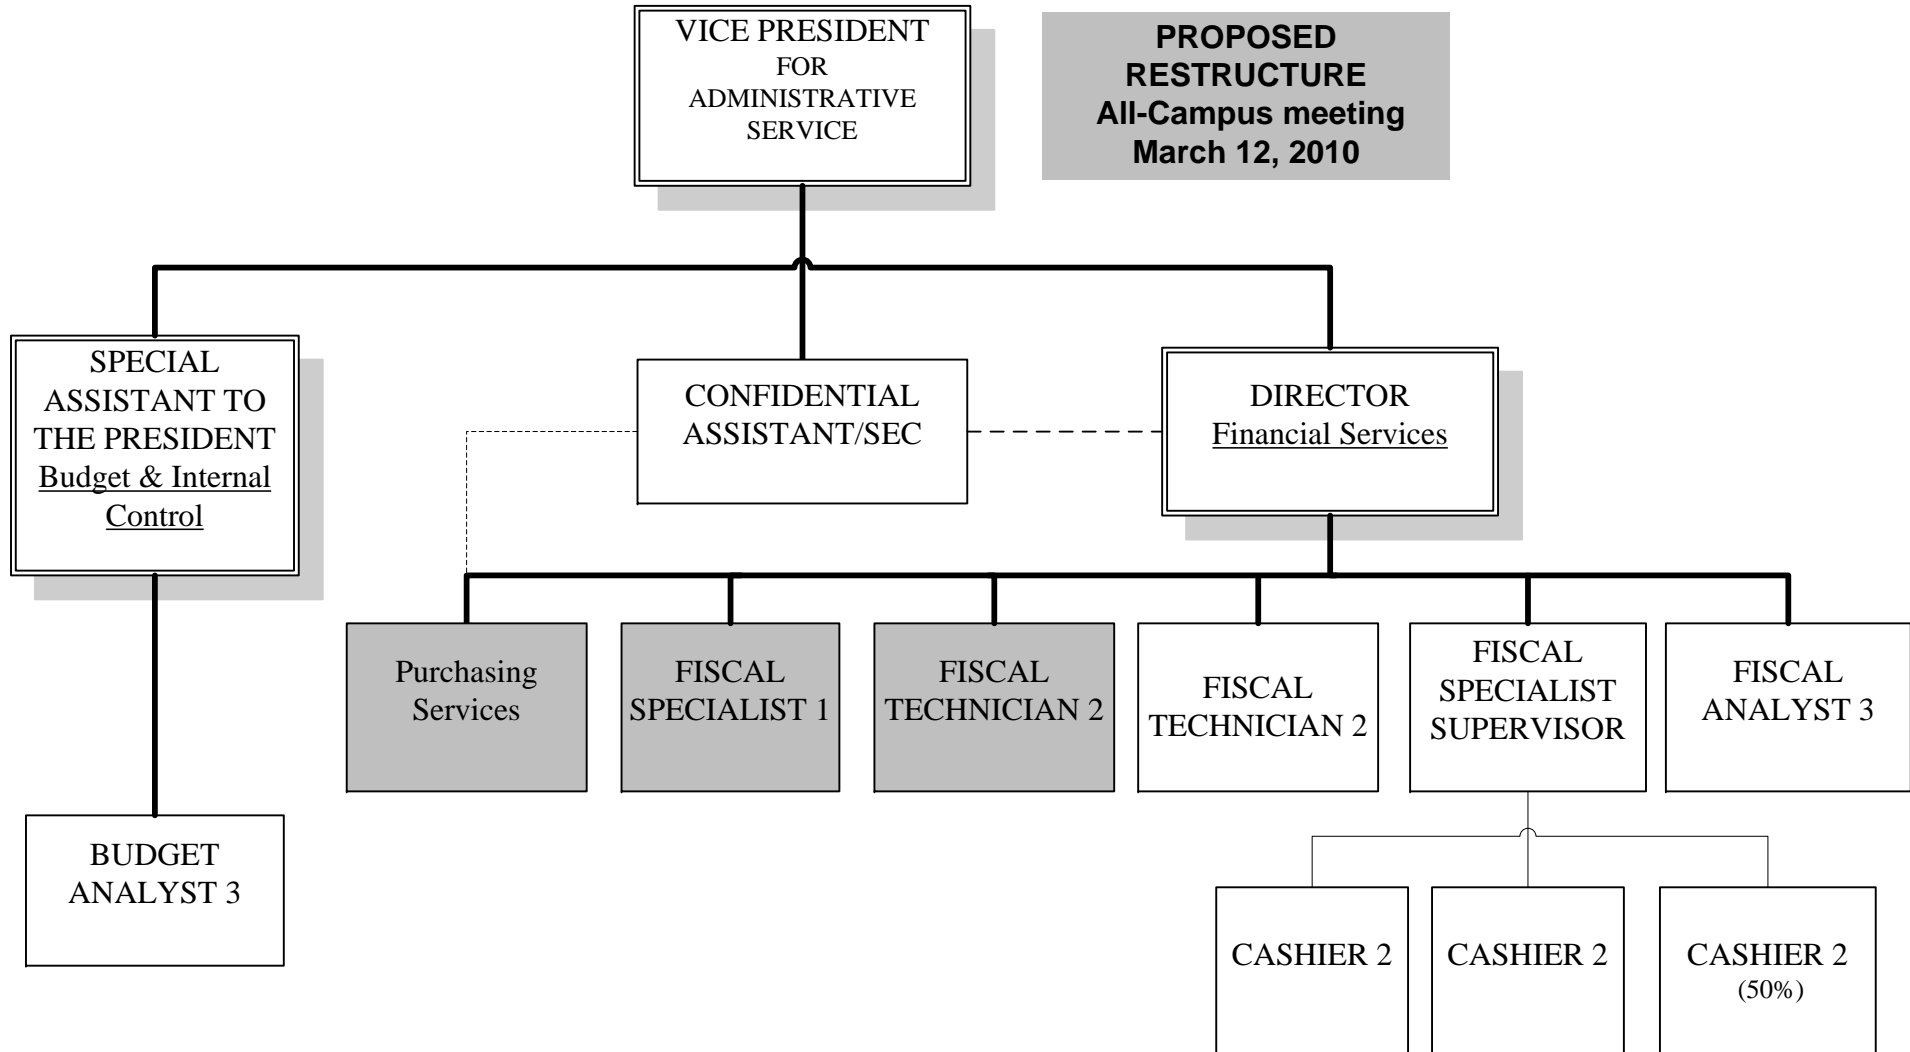 VICE PRESIDENT
FOR
ADMINISTRATIVE
SERVICE
PROPOSED
RESTRUCTURE
All-Campus meeting
March 12, 2010
SPECIAL
ASSISTANT TO
THE PRESIDENT
Budget & Internal
Control
CONFIDENTIAL
ASSISTANT/SEC
DIRECTOR
Financial Services
Purchasing
Services
FISCAL
SPECIALIST 1
FISCAL
TECHNICIAN 2
FISCAL
TECHNICIAN 2
FISCAL
SPECIALIST
SUPERVISOR
FISCAL
ANALYST 3
BUDGET
ANALYST 3
CASHIER 2
CASHIER 2
CASHIER 2
(50%)